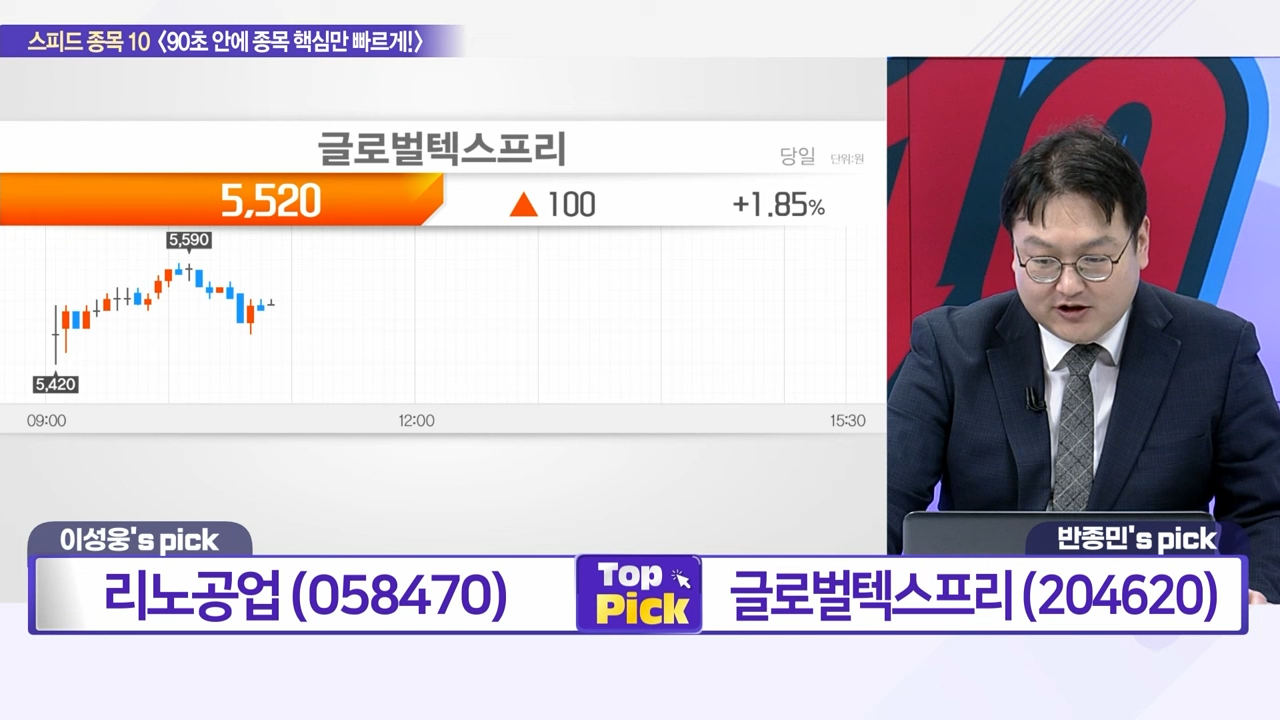 스피드 종목 10 〈90초 안에 종목 핵심만 빠르게!〉
글로벌텍스프리
당일 단위:원
5,520 ▲ 100 +1.85%
5,590
5,420
09:00 12:00 15:30
10
이성웅's pick
반종민's pick
리노공업 (058470)
Top Pick
글로벌텍스프리 (204620)